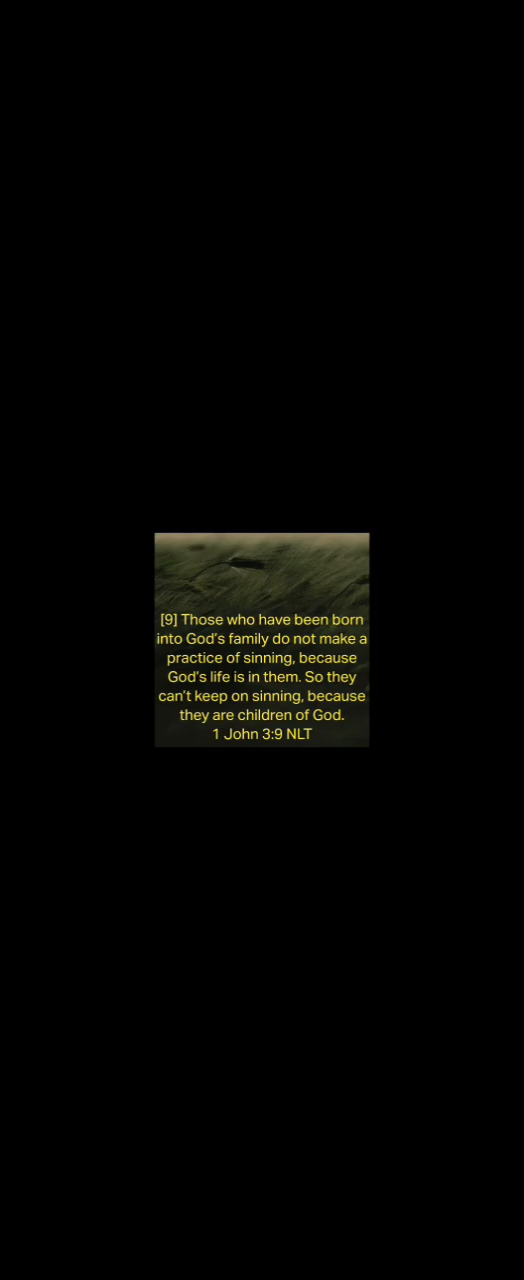 [9] Those who have been born
into God's family do not make a
practice of sinning, because
God's life is in them. So they
can't keep on sinning, because
they are children of God.
1 John 3:9 NLT